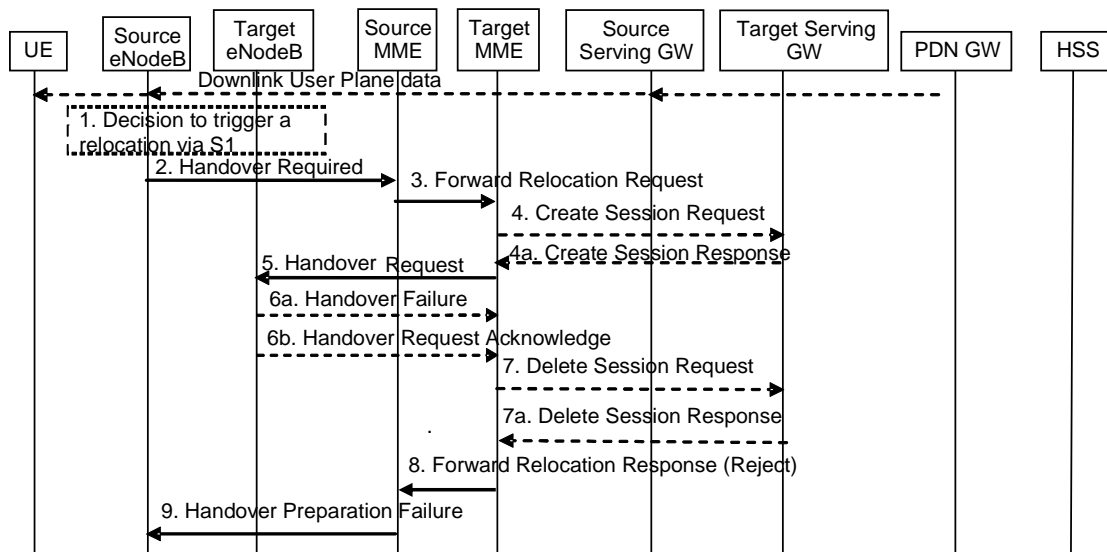 UE
Source
eNodeB
Target
eNodeB
Source
MME
Target
MME
Source
Serving GW
Target Serving
GW
PDN GW
HSS
Downlink User Plane data
1. Decision to trigger a
relocation via S1
2. Handover Required
3. Forward Relocation Request
4. Create Session Request
4a. Create Session Response
5. Handover Request
6a. Handover Failure
6b. Handover Request Acknowledge
7. Delete Session Request
7a. Delete Session Response
.
8. Forward Relocation Response (Reject)
9. Handover Preparation Failure